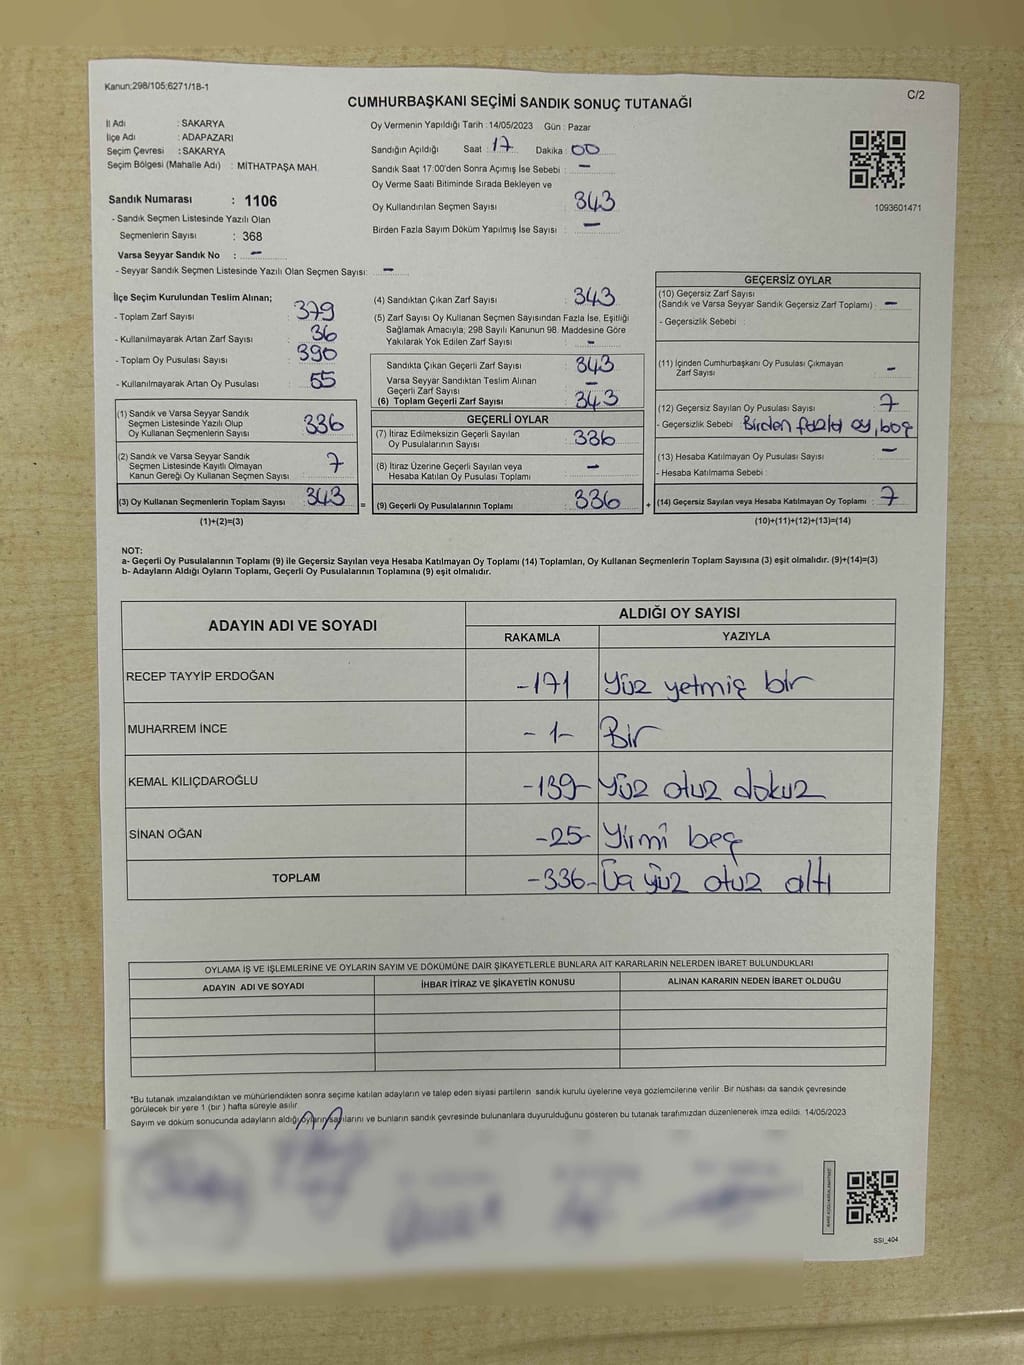 Kanun;298/105;6271/18-1
C/2
CUMHURBAŞKANI SEÇİMİ SANDIK SONUÇ TUTANAĞI
İl Adı : SAKARYA
İlçe Adı : ADAPAZARI
Seçim Çevresi : SAKARYA
Seçim Bölgesi (Mahalle Adı) : MİTHATPAŞA MAH.
Sandık Numarası : 1106
- Sandık Seçmen Listesinde Yazılı Olan
Seçmenlerin Sayısı : 368
Varsa Seyyar Sandık No : -
- Seyyar Sandık Seçmen Listesinde Yazılı Olan Seçmen Sayısı: -
Oy Vermenin Yapıldığı Tarih : 14/05/2023 Gün : Pazar
Sandığın Açıldığı Saat : 17 Dakika : 00
Sandık Saat 17:00'den Sonra Açımış İse Sebebi : -
Oy Verme Saati Bitiminde Sırada Bekleyen ve
Oy Kullandırılan Seçmen Sayısı : 343
Birden Fazla Sayım Döküm Yapılmış İse Sayısı : -
1093601471
İlçe Seçim Kurulundan Teslim Alınan;
- Toplam Zarf Sayısı : 379
- Kullanılmayarak Artan Zarf Sayısı : 36
- Toplam Oy Pusulası Sayısı : 390
- Kullanılmayarak Artan Oy Pusulası : 55
(1) Sandık ve Varsa Seyyar Sandık
Seçmen Listesinde Yazılı Olup
Oy Kullanan Seçmenlerin Sayısı : 336
(2) Sandık ve Varsa Seyyar Sandık
Seçmen Listesinde Kayıtlı Olmayan
Kanun Gereği Oy Kullanan Seçmen Sayısı : 7
(3) Oy Kullanan Seçmenlerin Toplam Sayısı : 343
(1)+(2)=(3)
(4) Sandıktan Çıkan Zarf Sayısı : 343
(5) Zarf Sayısı Oy Kullanan Seçmen Sayısından Fazla İse, Eşitliği
Sağlamak Amacıyla, 298 Sayılı Kanunun 98. Maddesine Göre
Yakılarak Yok Edilen Zarf Sayısı : -
Sandıkta Çıkan Geçerli Zarf Sayısı : 343
Varsa Seyyar Sandıktan Teslim Alınan
Geçerli Zarf Sayısı : -
(6) Toplam Geçerli Zarf Sayısı : 343
GEÇERLİ OYLAR
(7) İtiraz Edilmeksizin Geçerli Sayılan
Oy Pusulalarının Sayısı : 336
(8) İtiraz Üzerine Geçerli Sayılan veya
Hesaba Katılan Oy Pusulası Toplamı : -
= (9) Geçerli Oy Pusulalarının Toplamı : 336
GEÇERSİZ OYLAR
(10) Geçersiz Zarf Sayısı
(Sandık ve Varsa Seyyar Sandık Geçersiz Zarf Toplamı) : -
- Geçersizlik Sebebi :
(11) İçinden Cumhurbaşkanı Oy Pusulası Çıkmayan
Zarf Sayısı : -
(12) Geçersiz Sayılan Oy Pusulası Sayısı : 7
- Geçersizlik Sebebi : Birden fazla oy, boş
(13) Hesaba Katılmayan Oy Pusulası Sayısı : -
- Hesaba Katılmama Sebebi :
+ (14) Geçersiz Sayılan veya Hesaba Katılmayan Oy Toplamı : 7
(10)+(11)+(12)+(13)=(14)
NOT:
a- Geçerli Oy Pusulalarının Toplamı (9) ile Geçersiz Sayılan veya Hesaba Katılmayan Oy Toplamı (14) Toplamları, Oy Kullanan Seçmenlerin Toplam Sayısına (3) eşit olmalıdır. (9)+(14)=(3)
b- Adayların Aldığı Oyların Toplamı, Geçerli Oy Pusulalarının Toplamına (9) eşit olmalıdır.
ADAYIN ADI VE SOYADI
ALDIĞI OY SAYISI
RAKAMLA YAZIYLA
RECEP TAYYİP ERDOĞAN -171 Yüz yetmiş bir
MUHARREM İNCE -1- Bir
KEMAL KILIÇDAROĞLU -139- Yüz otuz dokuz
SİNAN OĞAN -25- Yirmi beş
TOPLAM -336- Üç yüz otuz altı
OYLAMA İŞ VE İŞLEMLERİNE VE OYLARIN SAYIM VE DÖKÜMÜNE DAİR ŞİKAYETLERLE BUNLARA AİT KARARLARIN NELERDEN İBARET BULUNDUKLARI
ADAYIN ADI VE SOYADI İHBAR İTİRAZ VE ŞİKAYETİN KONUSU ALINAN KARARIN NEDEN İBARET OLDUĞU
*Bu tutanak imzalandıktan ve mühürlendikten sonra seçime katılan adayların ve talep eden siyasi partilerin sandık kurulu üyelerine veya gözlemcilerine verilir. Bir nüshası da sandık çevresinde
görülecek bir yere 1 (bir) hafta süreyle asılır.
Sayım ve döküm sonucunda adayların aldığı oyların sayılarını ve bunların sandık çevresinde bulunanlara duyurulduğunu gösteren bu tutanak tarafımızdan düzenlenerek imza edildi. 14/05/2023
SSI_404